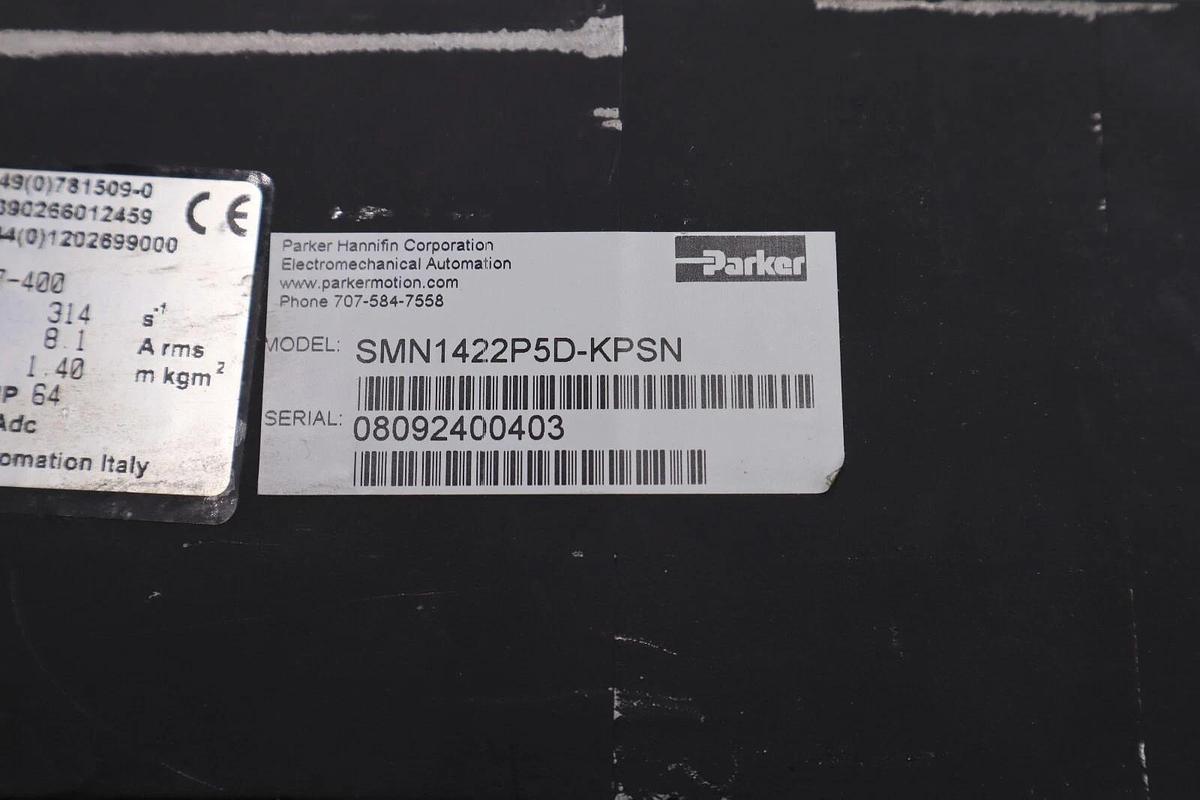 49(0)781509-0
390266012459
44(0)1202699000
CE
7-400
314 s-1
8.1 A rms
1.40 m kgm2
P 64
Adc
omation Italy
Parker Hannifin Corporation
Electromechanical Automation
www.parkermotion.com
Phone 707-584-7558
Parker
MODEL: SMN1422P5D-KPSN
SERIAL: 08092400403